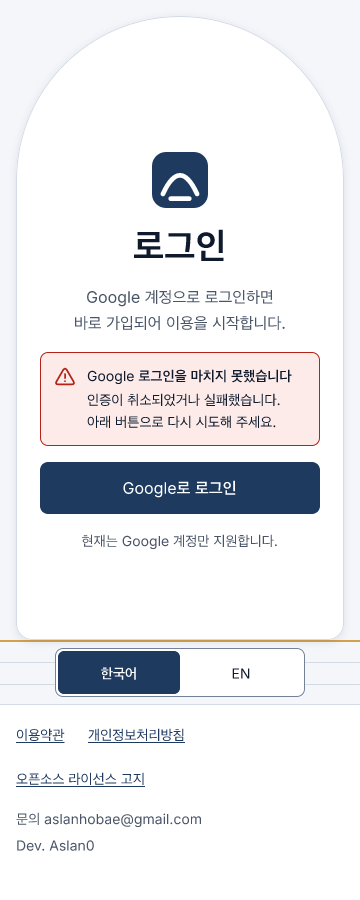 로그인
Google 계정으로 로그인하면
바로 가입되어 이용을 시작합니다.
Google 로그인을 마치지 못했습니다
인증이 취소되었거나 실패했습니다.
아래 버튼으로 다시 시도해 주세요.
Google로 로그인
현재는 Google 계정만 지원합니다.
한국어 EN
이용약관 개인정보처리방침
오픈소스 라이선스 고지
문의 aslanhobae@gmail.com
Dev. Aslan0